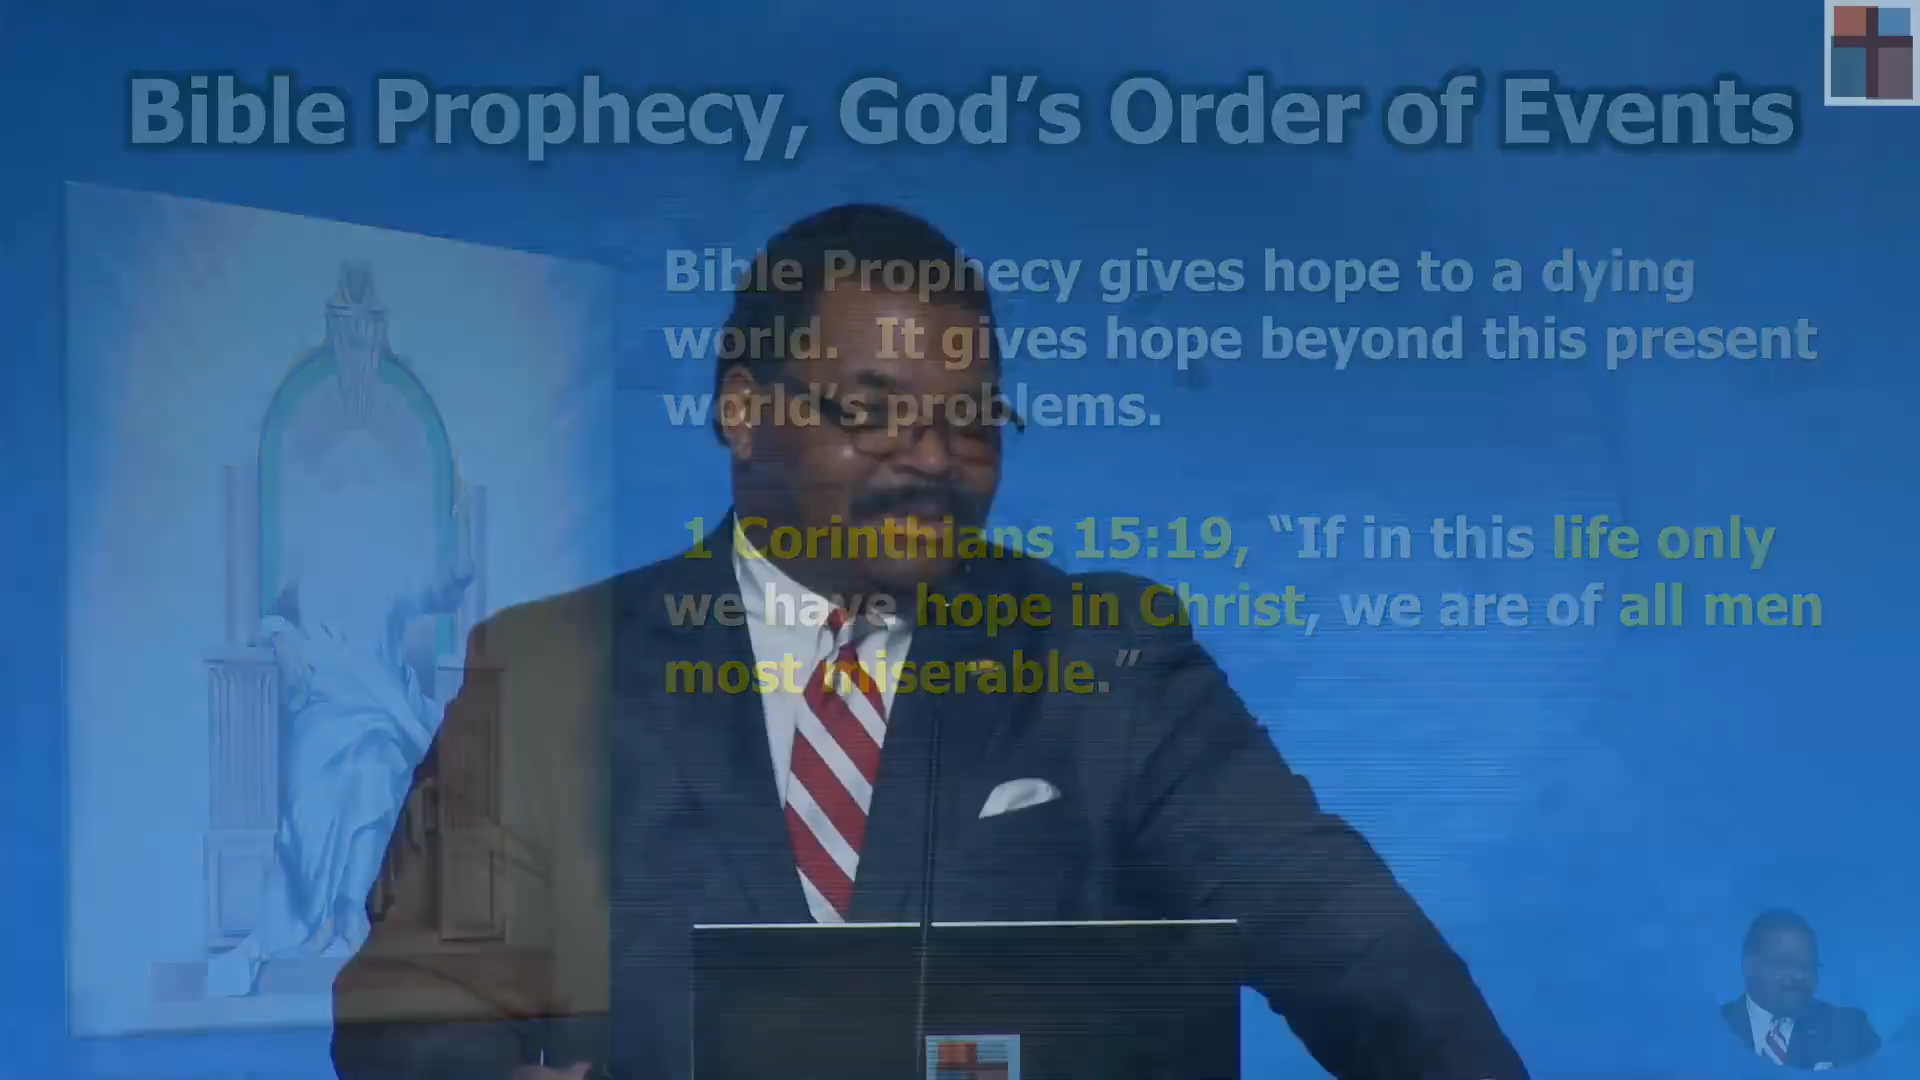 Bible Prophecy, God’s Order of Events
Bible Prophecy gives hope to a dying
world.  It gives hope beyond this present
world’s problems.
1 Corinthians 15:19, “If in this life only
we have hope in Christ, we are of all men
most miserable.”